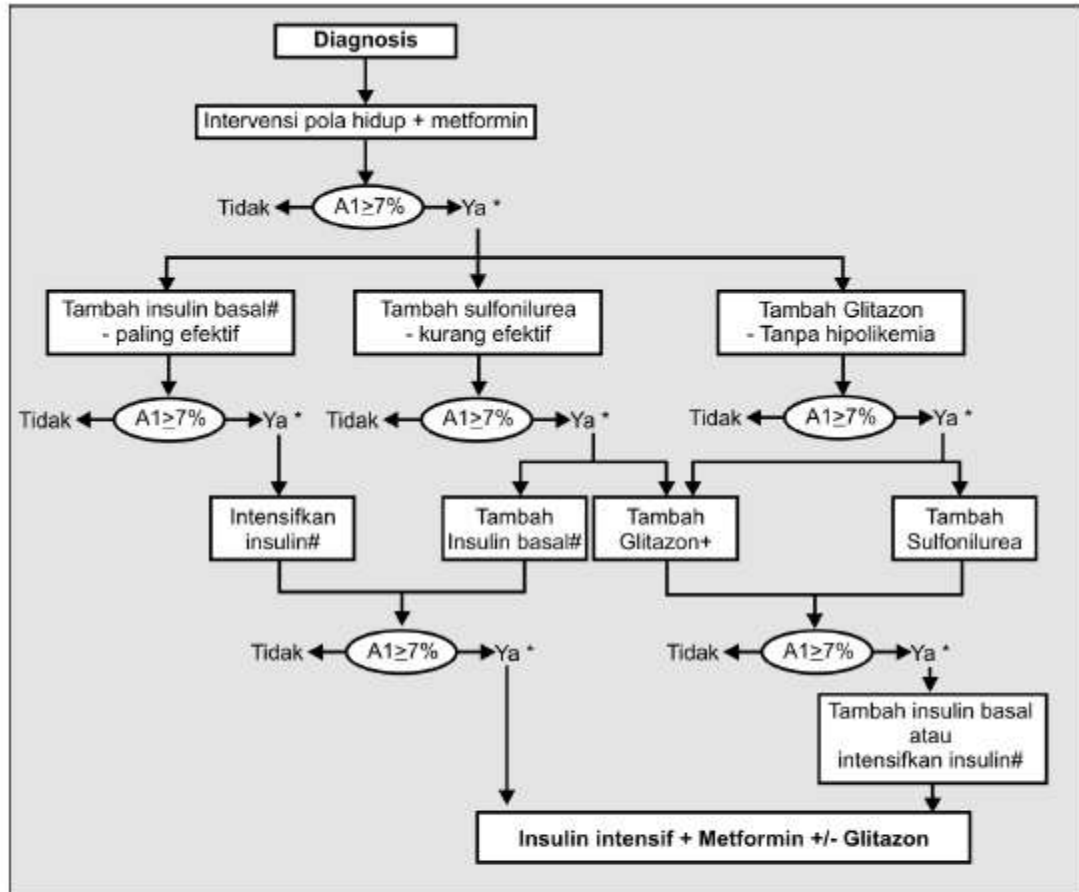 Diagnosis
Intervensi pola hidup + metformin
Tidak A1≥7% Ya *
Tambah insulin basal#
- paling efektif
Tambah sulfonilurea
- kurang efektif
Tambah Glitazon
- Tanpa hipolikemia
Tidak A1≥7% Ya *
Tidak A1≥7% Ya *
Tidak A1≥7% Ya *
Intensifkan
insulin#
Tambah
Insulin basal#
Tambah
Glitazon+
Tambah
Sulfonilurea
Tidak A1≥7% Ya *
Tidak A1≥7% Ya *
Tambah insulin basal
atau
intensifkan insulin#
Insulin intensif + Metformin +/- Glitazon